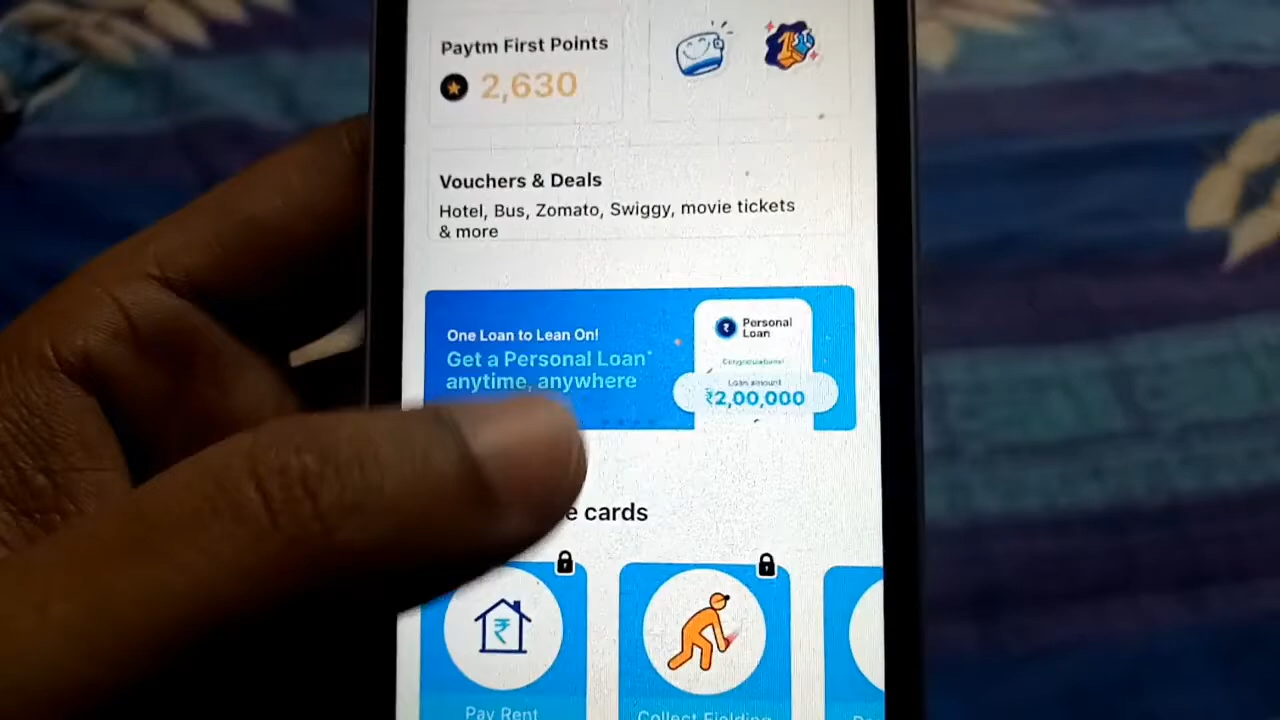 Paytm First Points
2,630
Vouchers & Deals
Hotel, Bus, Zomato, Swiggy, movie tickets
& more
One Loan to Lean On!
Get a Personal Loan*
anytime, anywhere
₹ Personal
Loan
Congratulations!
Loan amount
₹2,00,000
cards
₹
Pay Rent
Collect Fielding